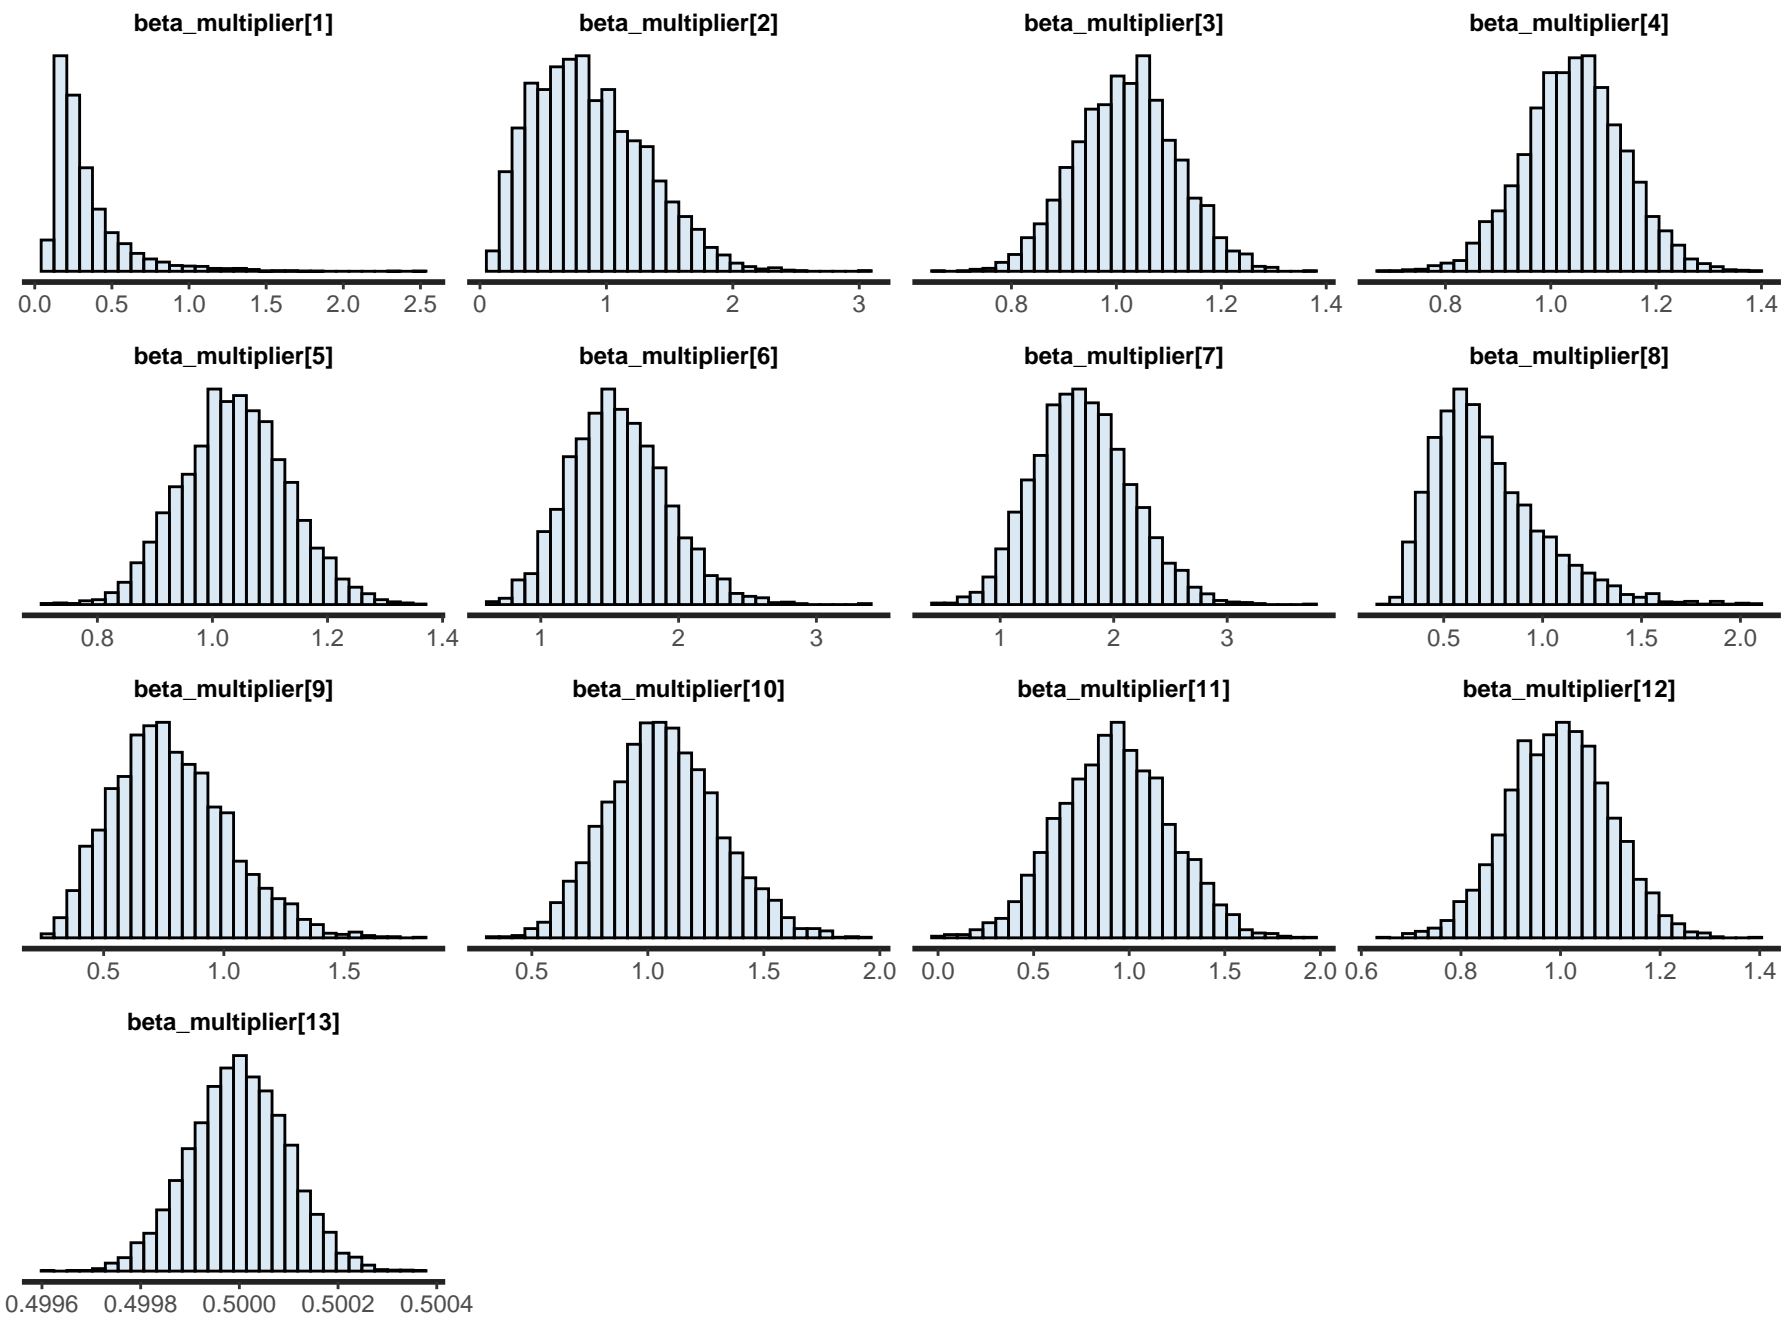 beta_multiplier[1] beta_multiplier[2] beta_multiplier[3] beta_multiplier[4]
0.0 0.5 1.0 1.5 2.0 2.5 0 1 2 3 0.8 1.0 1.2 1.4 0.8 1.0 1.2 1.4
beta_multiplier[5] beta_multiplier[6] beta_multiplier[7] beta_multiplier[8]
0.8 1.0 1.2 1.4 1 2 3 1 2 3 0.5 1.0 1.5 2.0
beta_multiplier[9] beta_multiplier[10] beta_multiplier[11] beta_multiplier[12]
0.5 1.0 1.5 0.5 1.0 1.5 2.0 0.0 0.5 1.0 1.5 2.0 0.6 0.8 1.0 1.2 1.4
beta_multiplier[13]
0.4996 0.4998 0.5000 0.5002 0.5004